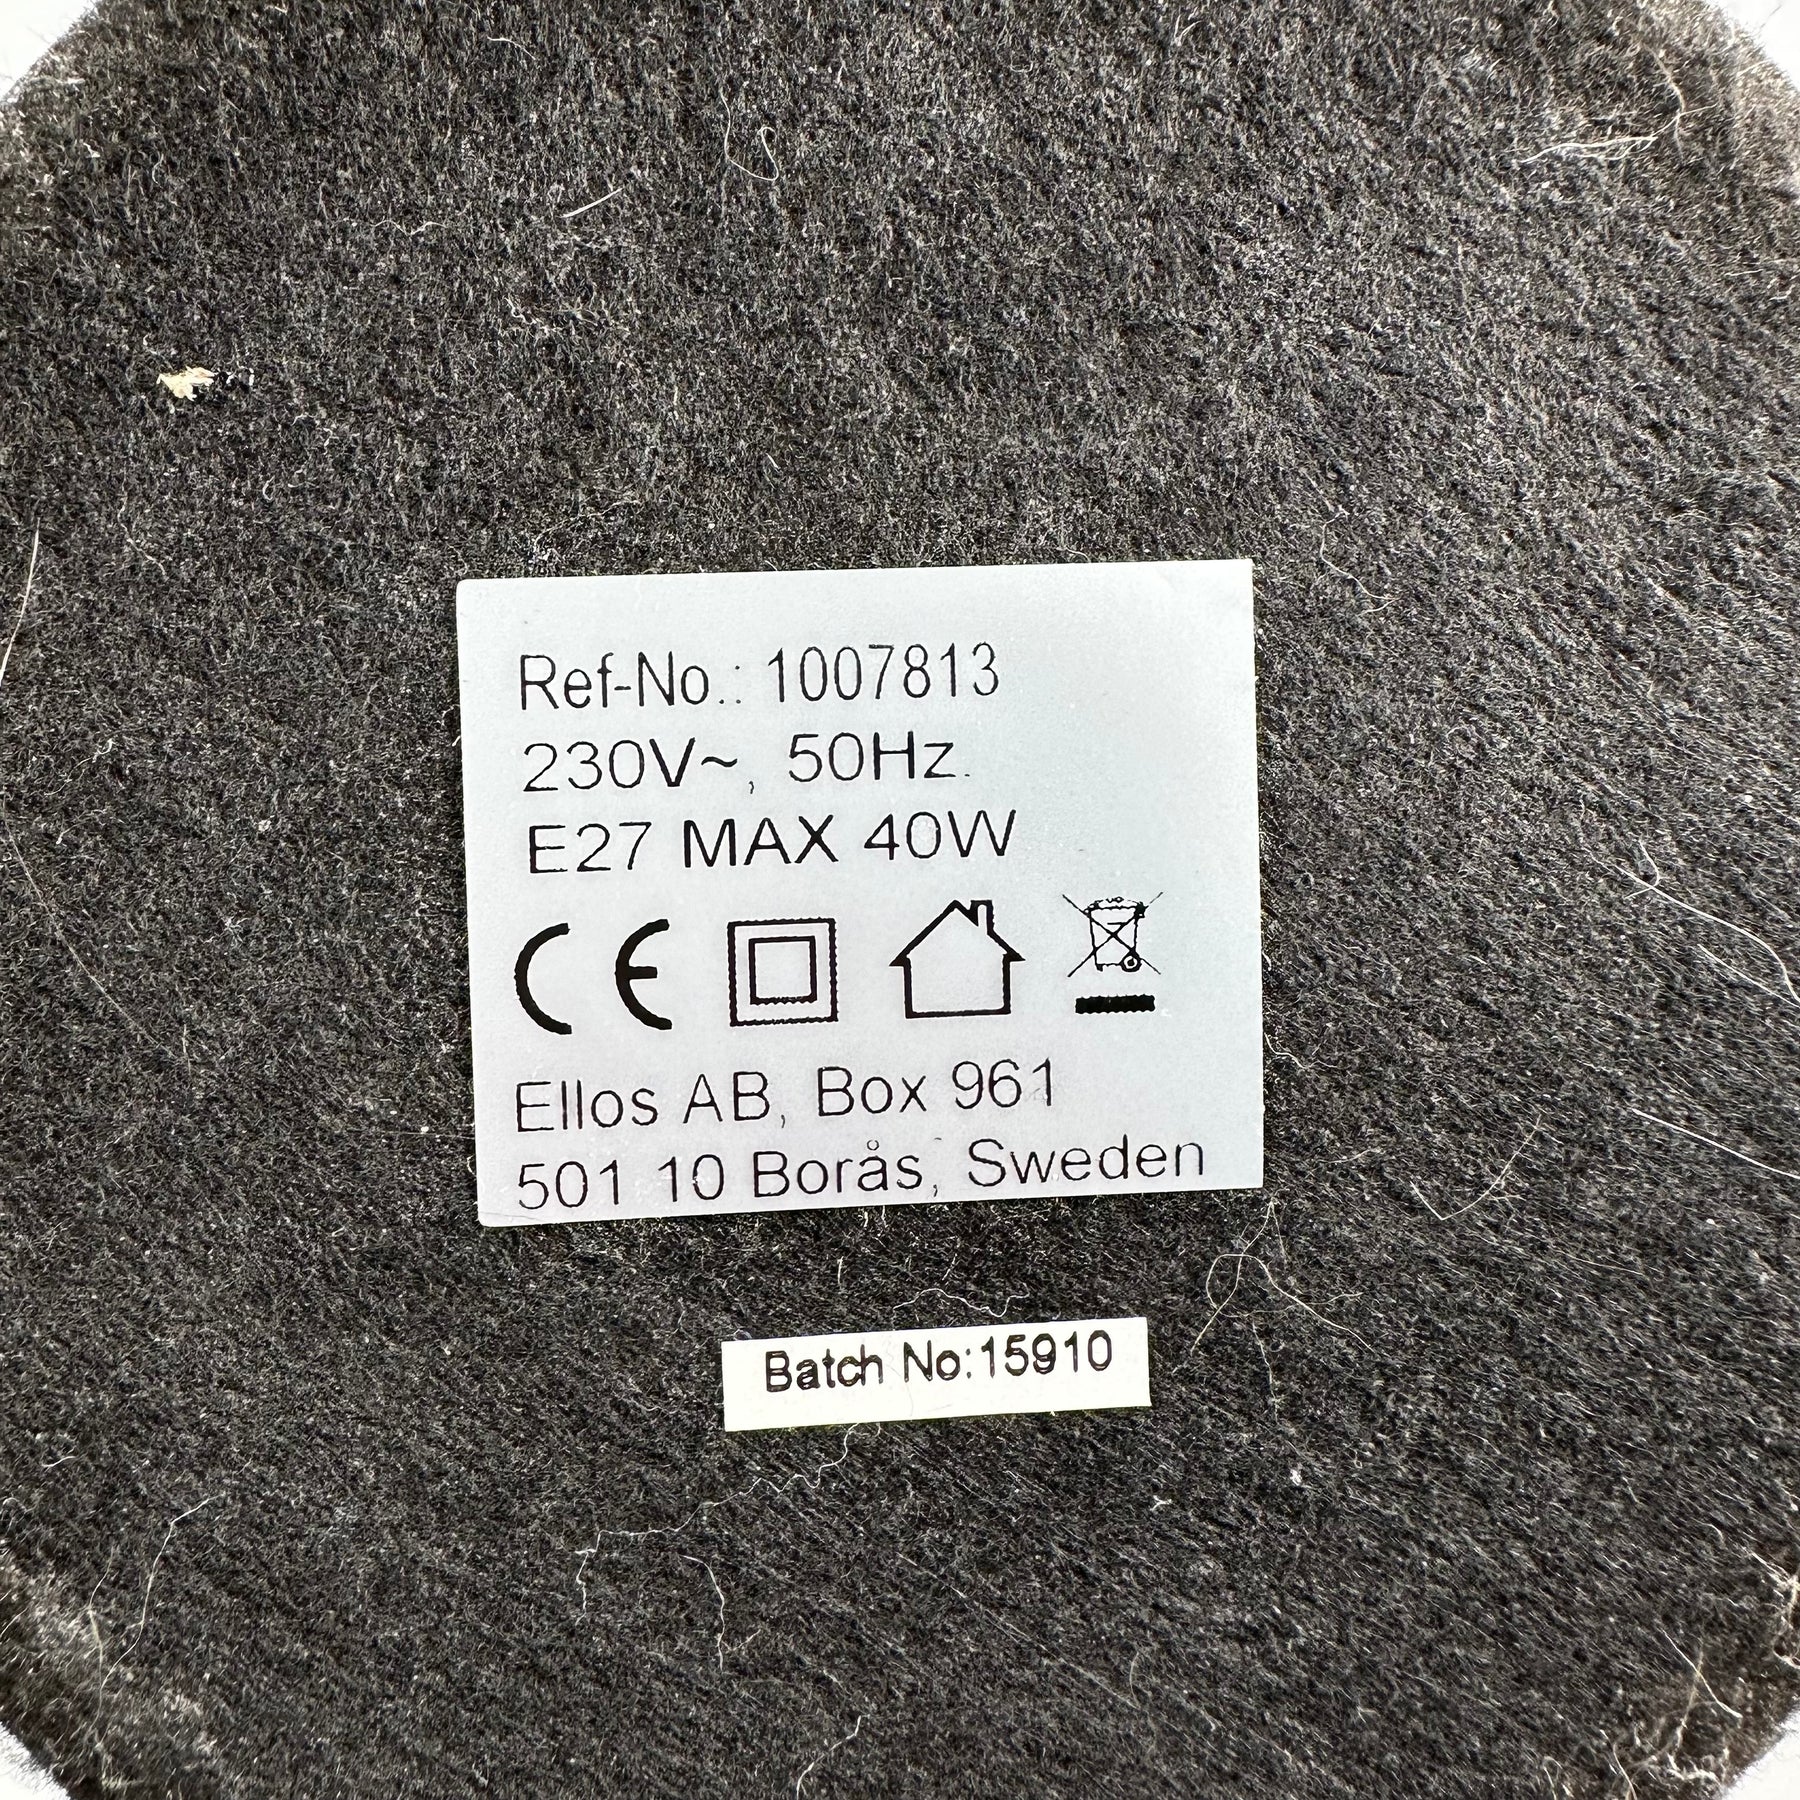 Ref-No.: 1007813
230V~, 50Hz.
E27 MAX 40W
CE
Ellos AB, Box 961
501 10 Borås, Sweden
Batch No:15910